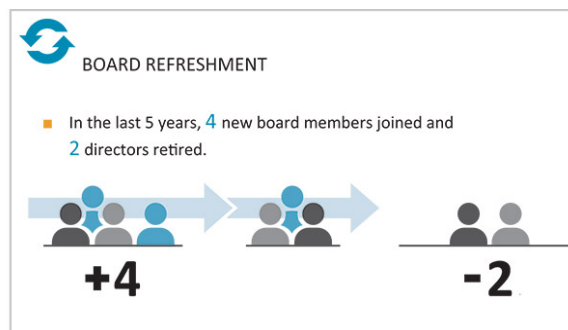 BOARD REFRESHMENT
In the last 5 years, 4 new board members joined and
2 directors retired.
+4
-2